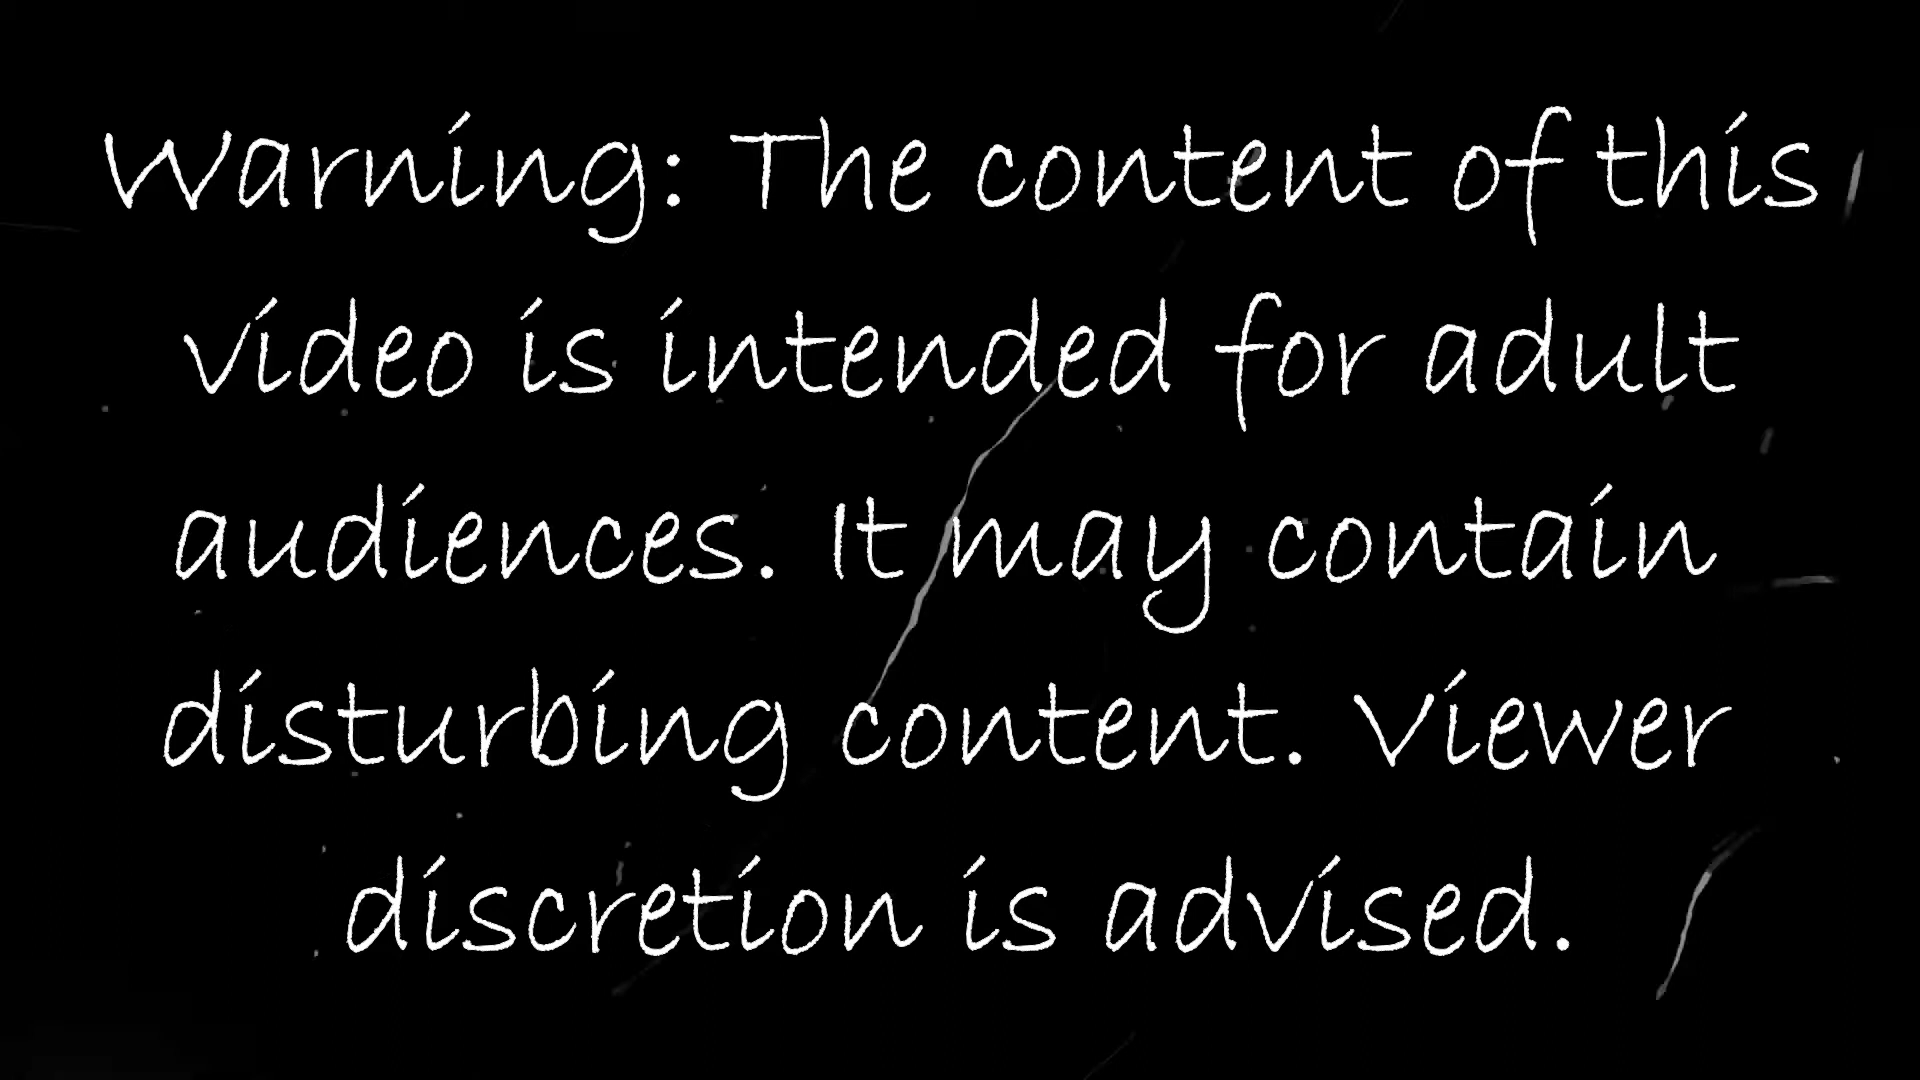 Warning: The content of this
video is intended for adult
audiences. It may contain
disturbing content. Viewer
discretion is advised.